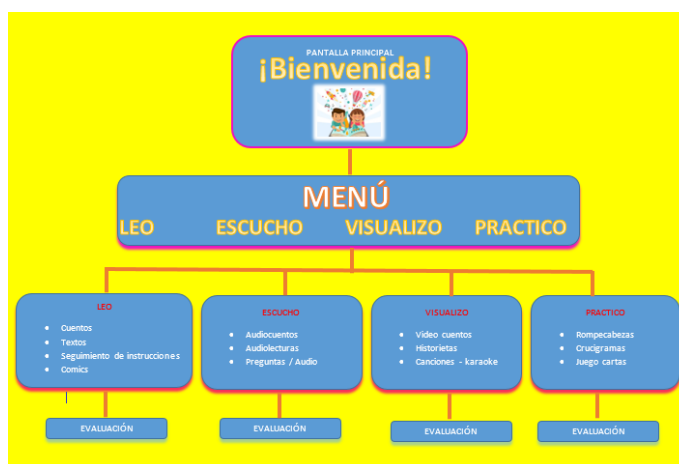 PANTALLA PRINCIPAL
¡Bienvenida!
MENÚ
LEO ESCUCHO VISUALIZO PRACTICO
LEO
• Cuentos
• Textos
• Seguimiento de instrucciones
• Comics
ESCUCHO
• Audiocuentos
• Audiolecturas
• Preguntas / Audio
VISUALIZO
• Video cuentos
• Historietas
• Canciones - karaoke
PRACTICO
• Rompecabezas
• Crucigramas
• Juego cartas
EVALUACIÓN
EVALUACIÓN
EVALUACIÓN
EVALUACIÓN